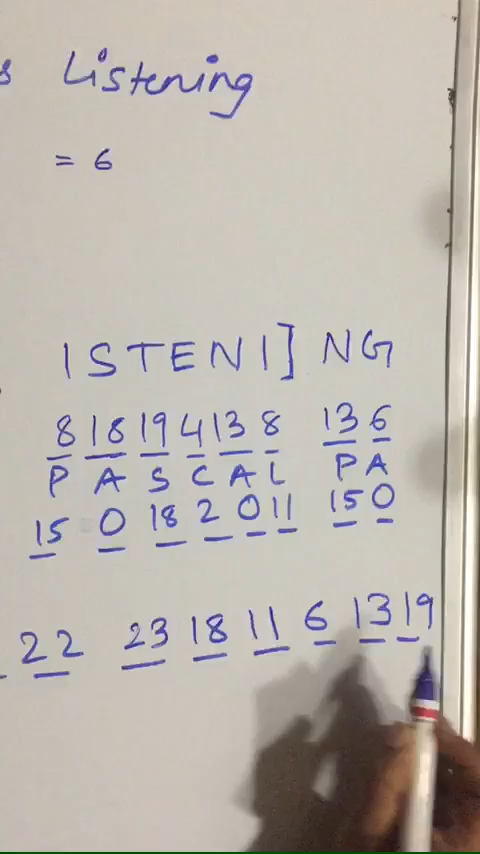 s Listening
= 6
ISTENI] NG
8 18 19 4 13 8 13 6
P A S C A L P A
15 0 18 2 0 11 15 0
22 23 18 11 6 13 19